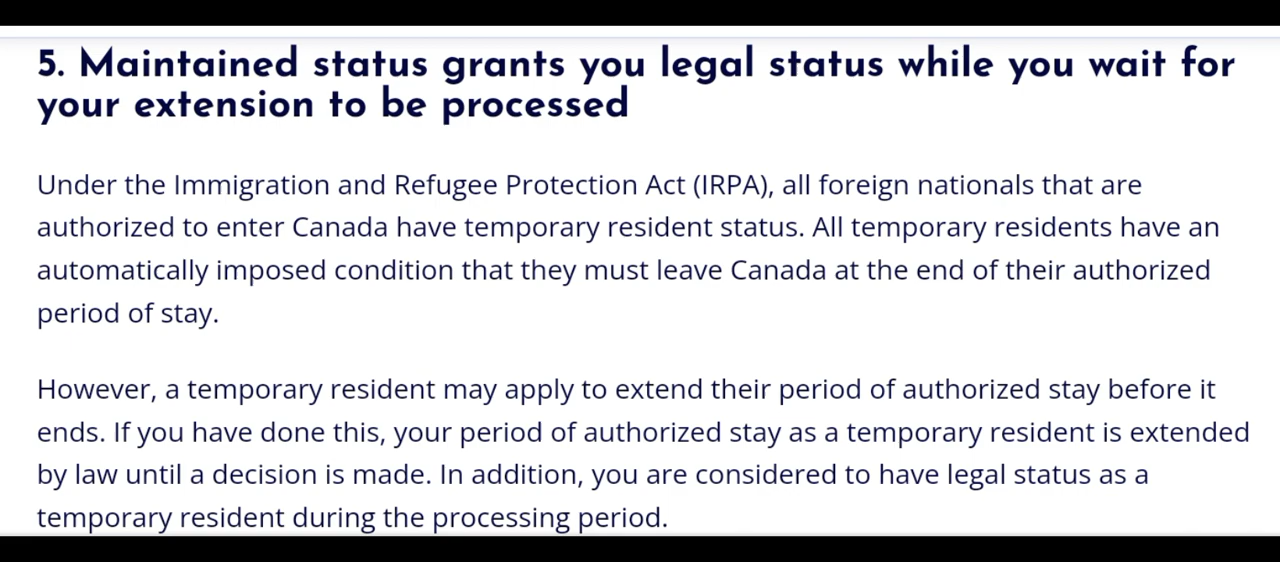 5. Maintained status grants you legal status while you wait for
your extension to be processed
Under the Immigration and Refugee Protection Act (IRPA), all foreign nationals that are
authorized to enter Canada have temporary resident status. All temporary residents have an
automatically imposed condition that they must leave Canada at the end of their authorized
period of stay.
However, a temporary resident may apply to extend their period of authorized stay before it
ends. If you have done this, your period of authorized stay as a temporary resident is extended
by law until a decision is made. In addition, you are considered to have legal status as a
temporary resident during the processing period.